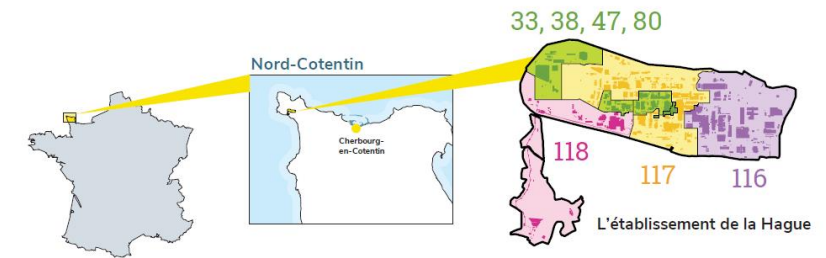 33, 38, 47, 80
Nord-Cotentin
Cherbourg-
en-Cotentin
118
117
116
L'établissement de la Hague